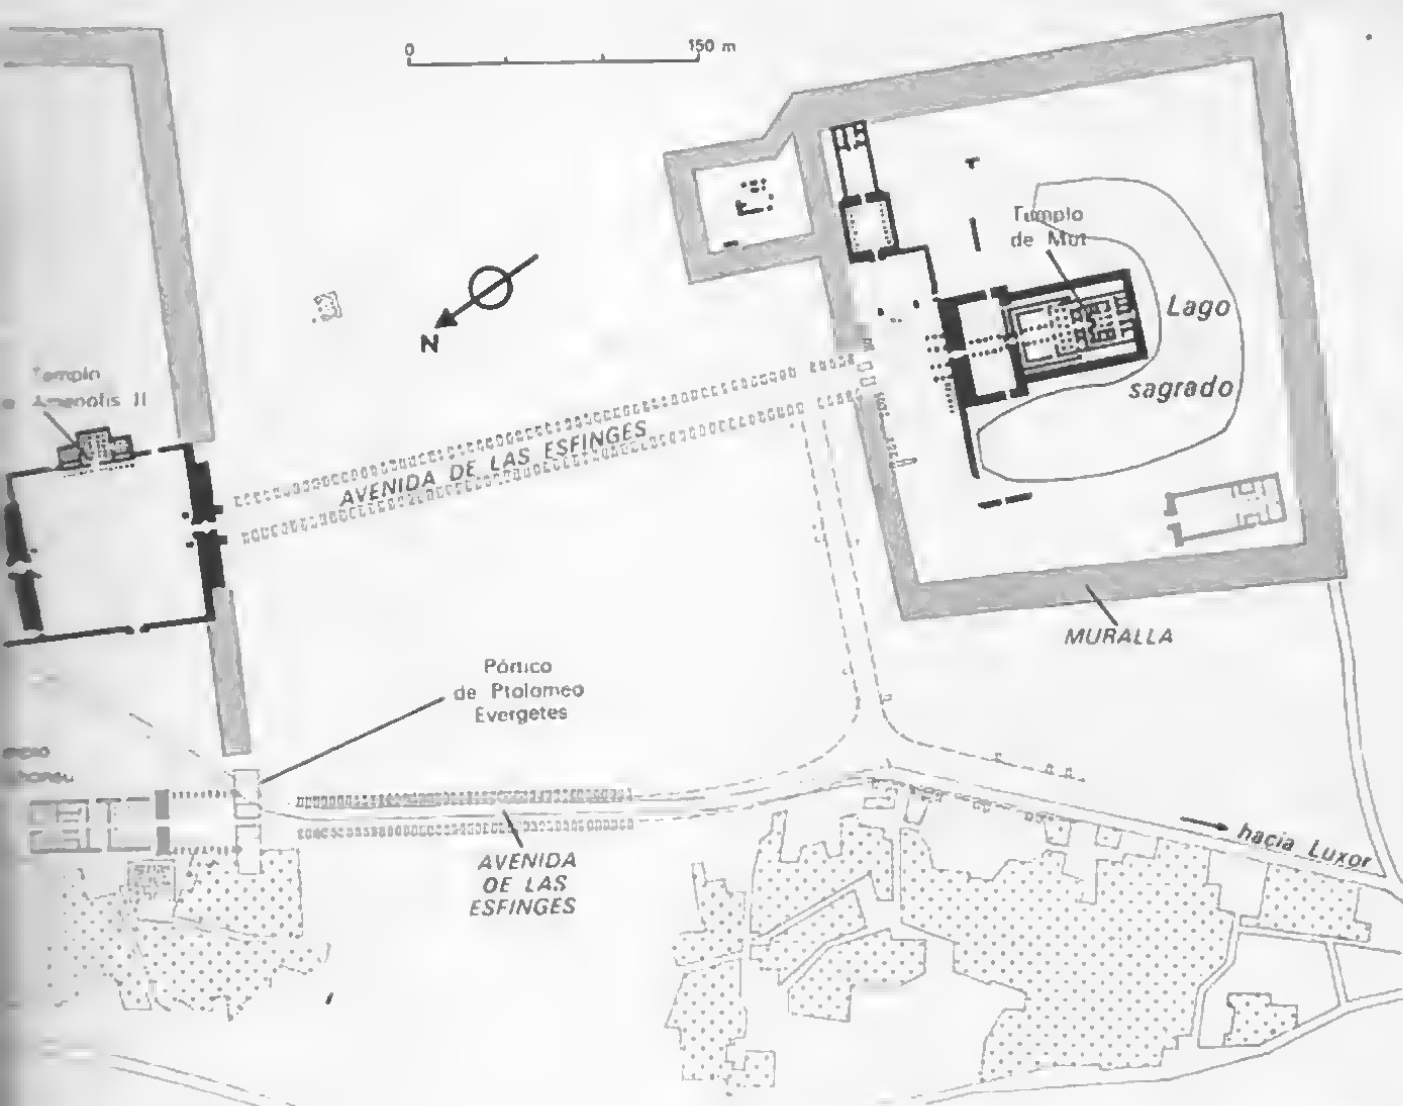 0 150 m
Templo
de Mut
Lago
sagrado
N
Templo
Amenofis II
AVENIDA DE LAS ESFINGES
MURALLA
Pórtico
de Ptolomeo
Evergetes
hacia Luxor
AVENIDA
DE LAS
ESFINGES